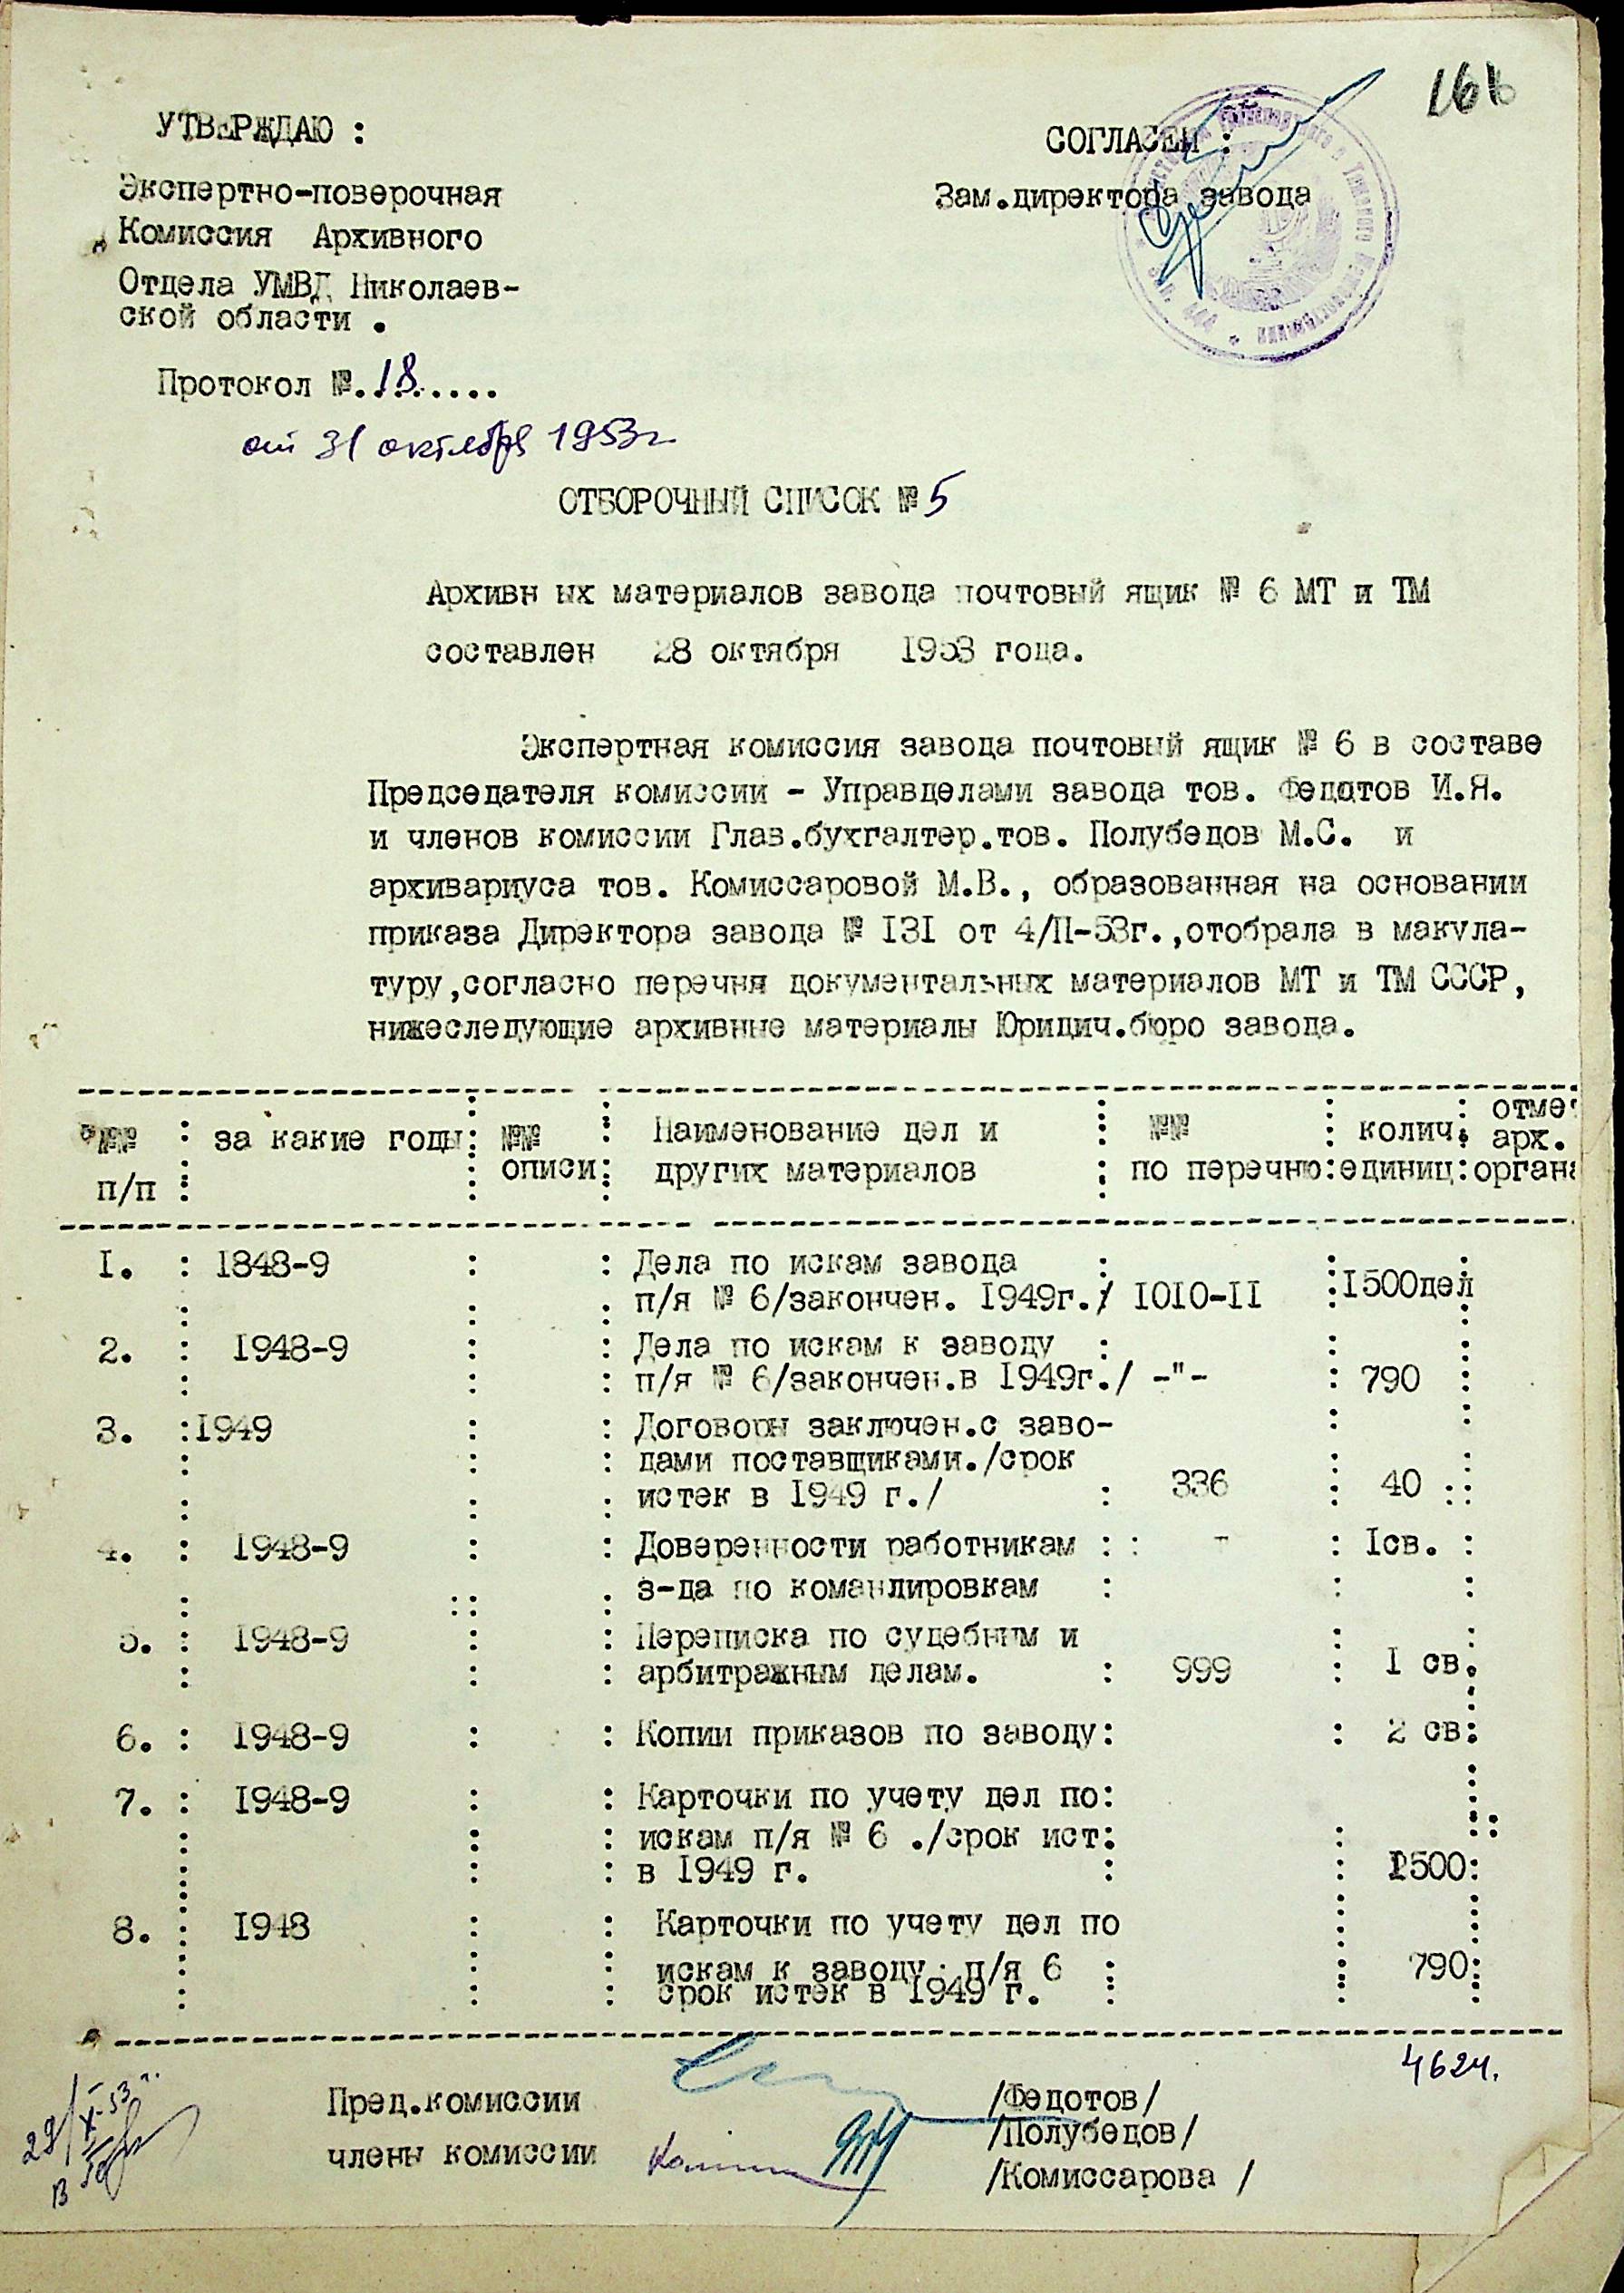 166
УТВЕРЖДАЮ :
СОГЛАСЕН :
Экспертно-поверочная
Зам.директора завода
Комиссия Архивного
Отдела УМВД Николаев-
ской области .
Протокол №.18......
от 31 октября 1953г
ОТБОРОЧНЫЙ СПИСОК №5
Архивн ых материалов завода почтовый ящик № 6 МТ и ТМ
составлен 28 октября 1953 года.
Экспертная комиссия завода почтовый ящик № 6 в составе
Председателя комиссии - Управделами завода тов. Федотов И.Я.
и членов комиссии Глав.бухгалтер.тов. Полубедов М.С. и
архивариуса тов. Комиссаровой М.В., образованная на основании
приказа Директора завода № 131 от 4/II-53г.,отобрала в макула-
туру,согласно перечня документальных материалов МТ и ТМ СССР,
нижеследующие архивные материалы Юридич.бюро завода.
№№ : за какие годы: №№ : Наименование дел и : №№ : колич: отмет
п/п : описи: других материалов : по перечню:единиц: арх. органа
1. : 1848-9 : : Дела по искам завода :
п/я № 6/закончен. 1949г./ 1010-11 :1500дел
2. : 1948-9 : : Дела по искам к заводу :
: п/я № 6/закончен.в 1949г./ -"- : 790 :
3. :1949 : : Договоры заключен.с заво-
: дами поставщиками./срок
истек в 1949 г./ : 336 : 40 ::
4. : 1948-9 : : Доверенности работникам : : - : 1св. :
з-да по командировкам :
5. : 1948-9 : : Переписка по судебным и
: арбитражным делам. : 999 : 1 св.
6. : 1948-9 : : Копии приказов по заводу: : 2 св:
7. : 1948-9 : : Карточки по учету дел по:
: искам п/я № 6 ./срок ист:
: в 1949 г. : : 1500:
8. : 1948 : : Карточки по учету дел по
: искам к заводу. п/я 6 : : 790:
: срок истек в 1949 г. :
4624.
Пред.комиссии /Федотов/
/Полубедов/
члены комиссии /Комиссарова /
28/X-53г.